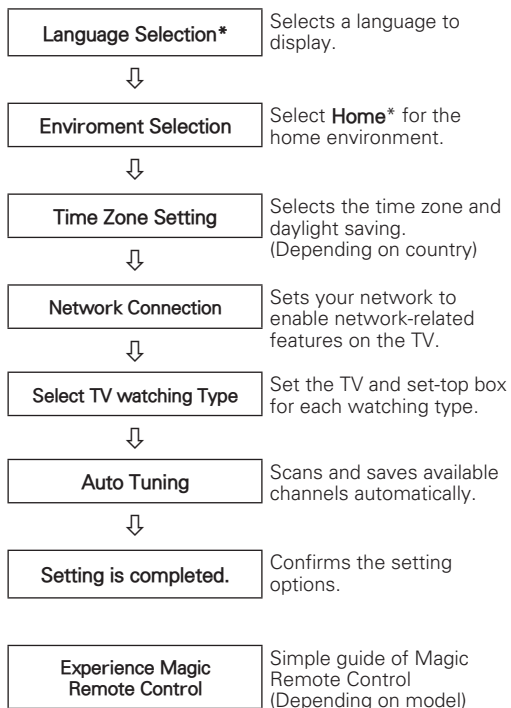 Language Selection*
Selects a language to
display.
Enviroment Selection
Select Home* for the
home environment.
Time Zone Setting
Selects the time zone and
daylight saving.
(Depending on country)
Network Connection
Sets your network to
enable network-related
features on the TV.
Select TV watching Type
Set the TV and set-top box
for each watching type.
Auto Tuning
Scans and saves available
channels automatically.
Setting is completed.
Confirms the setting
options.
Experience Magic
Remote Control
Simple guide of Magic
Remote Control
(Depending on model)